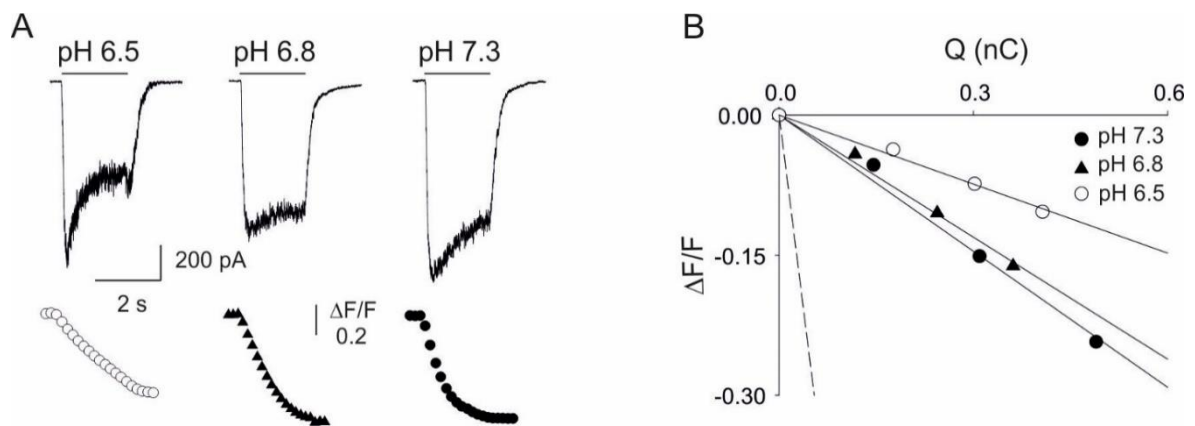 A
pH 6.5
pH 6.8
pH 7.3
200 pA
2 s
ΔF/F
0.2
B
Q (nC)
0.0
0.3
0.6
0.00
-0.15
-0.30
ΔF/F
pH 7.3
pH 6.8
pH 6.5